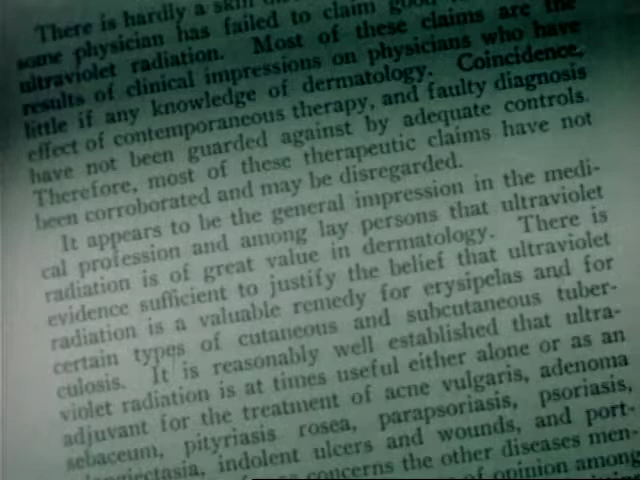 There is hardly a skin
some physician has failed to claim good
ultraviolet radiation. Most of these claims are the
results of clinical impressions on physicians who have
little if any knowledge of dermatology. Coincidence,
effect of contemporaneous therapy, and faulty diagnosis
have not been guarded against by adequate controls.
Therefore, most of these therapeutic claims have not
been corroborated and may be disregarded.
It appears to be the general impression in the medi-
cal profession and among lay persons that ultraviolet
radiation is of great value in dermatology. There is
evidence sufficient to justify the belief that ultraviolet
radiation is a valuable remedy for erysipelas and for
certain types of cutaneous and subcutaneous tuber-
culosis. It is reasonably well established that ultra-
violet radiation is at times useful either alone or as an
adjuvant for the treatment of acne vulgaris, adenoma
sebaceum, pityriasis rosea, parapsoriasis, psoriasis,
indolent ulcers and wounds, and port-
concerns the other diseases men-
of opinion among